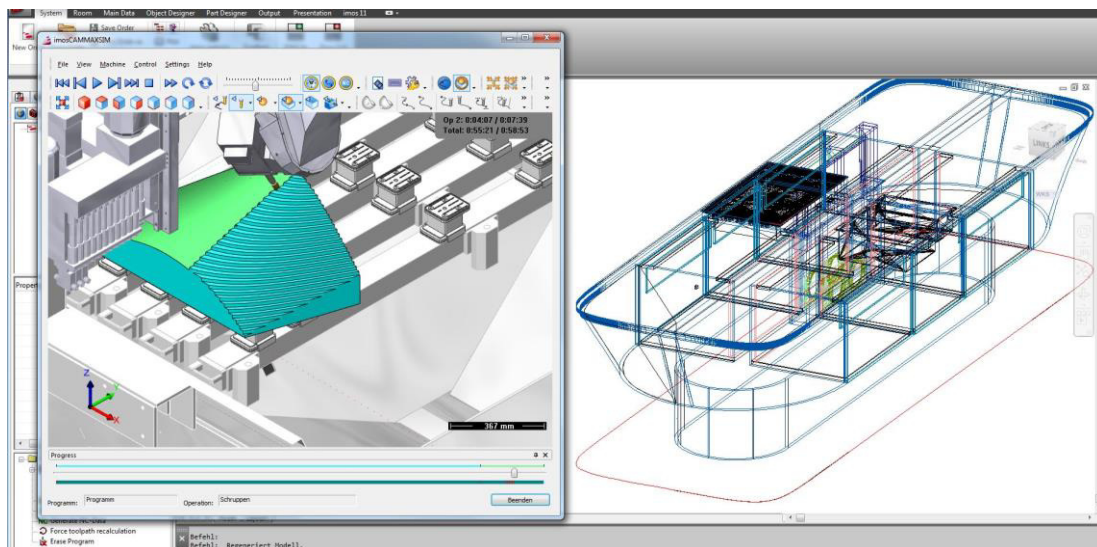 System Room Main Data Object Designer Part Designer Output Presentation imos 11
Save Order
imosCAMMAXSIM
File View Machine Control Settings Help
Op 2: 0:04:07 / 0:07:39
Total: 0:55:21 / 0:58:53
LINKS
Z
Y
X
367 mm
Progress
Programm: Programm Operation: Schruppen Beenden
Force toolpath recalculation
Erase Program
Befehl:
Befehl: Regeneriert Modell.